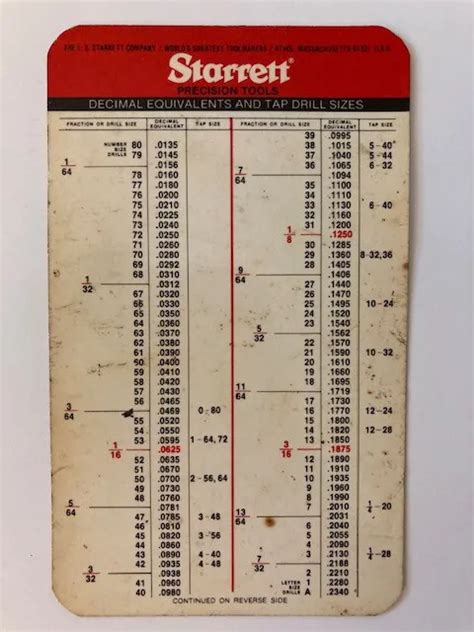 THE L. S. STARRETT COMPANY / WORLD'S GREATEST TOOLMAKERS / ATHOL, MASSACHUSETTS 01331 U.S.A.
Starrett
PRECISION TOOLS
DECIMAL EQUIVALENTS AND TAP DRILL SIZES
FRACTION OR DRILL SIZE DECIMAL EQUIVALENT TAP SIZE
NUMBER SIZE DRILLS
80 .0135
79 .0145
1/64 .0156
78 .0160
77 .0180
76 .0200
75 .0210
74 .0225
73 .0240
72 .0250
71 .0260
70 .0280
69 .0292
68 .0310
1/32 .0312
67 .0320
66 .0330
65 .0350
64 .0360
63 .0370
62 .0380
61 .0390
60 .0400
59 .0410
58 .0420
57 .0430
56 .0465
3/64 .0469 0-80
55 .0520
54 .0550
53 .0595 1-64,72
1/16 .0625
52 .0635
51 .0670
50 .0700 2-56,64
49 .0730
48 .0760
5/64 .0781
47 .0785 3-48
46 .0810
45 .0820 3-56
44 .0860
43 .0890 4-40
42 .0935 4-48
3/32 .0938
41 .0960
40 .0980
FRACTION OR DRILL SIZE DECIMAL EQUIVALENT TAP SIZE
39 .0995
38 .1015 5-40
37 .1040 5-44
36 .1065 6-32
7/64 .1094
35 .1100
34 .1110
33 .1130 6-40
32 .1160
31 .1200
1/8 .1250
30 .1285
29 .1360 8-32,36
28 .1405
9/64 .1406
27 .1440
26 .1470
25 .1495 10-24
24 .1520
23 .1540
5/32 .1562
22 .1570
21 .1590 10-32
20 .1610
19 .1660
18 .1695
11/64 .1719
17 .1730
16 .1770 12-24
15 .1800
14 .1820 12-28
13 .1850
3/16 .1875
12 .1890
11 .1910
10 .1935
9 .1960
8 .1990
7 .2010 1/4-20
13/64 .2031
6 .2040
5 .2055
4 .2090
3 .2130 1/4-28
7/32 .2188
2 .2210
1 .2280
LETTER SIZE DRILLS A .2340
CONTINUED ON REVERSE SIDE